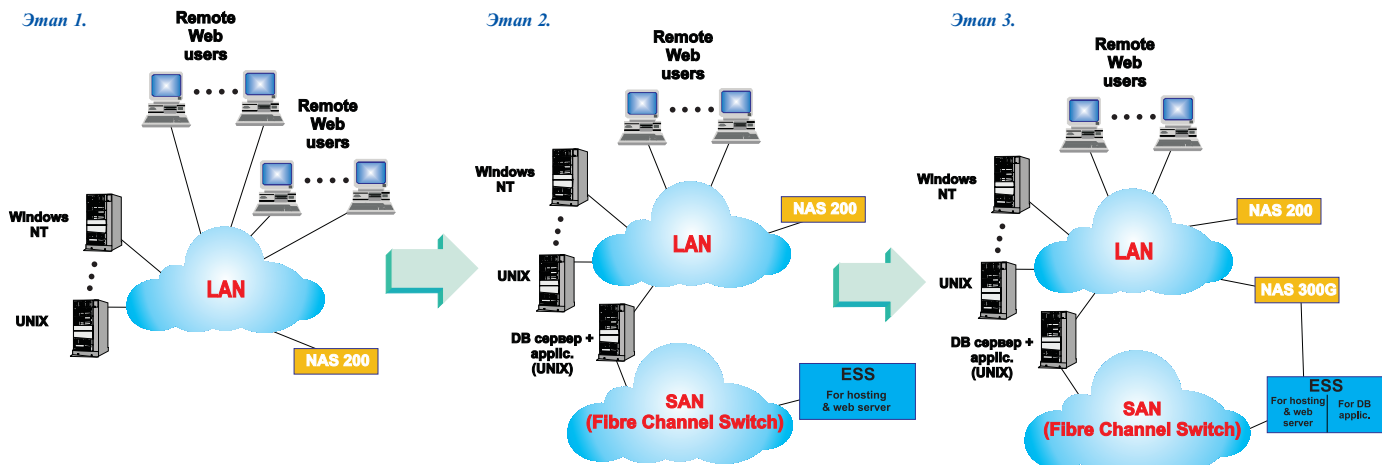 Этап 1.
Remote
Web
users
Remote
Web
users
Windows
NT
UNIX
LAN
NAS 200
Этап 2.
Remote
Web
users
Windows
NT
UNIX
LAN
NAS 200
DB сервер +
applic.
(UNIX)
SAN
(Fibre Channel Switch)
ESS
For hosting
& web server
Этап 3.
Remote
Web
users
Windows
NT
UNIX
LAN
NAS 200
NAS 300G
DB сервер +
applic.
(UNIX)
SAN
(Fibre Channel Switch)
ESS
For hosting
& web
server
For DB
applic.